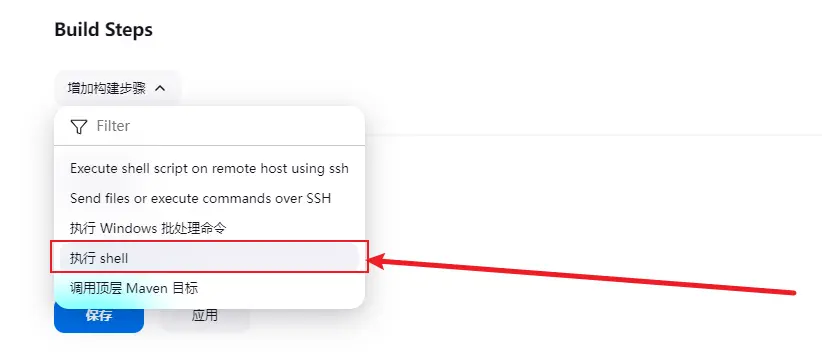 Build Steps
增加构建步骤
Filter
Execute shell script on remote host using ssh
Send files or execute commands over SSH
执行 Windows 批处理命令
执行 shell
调用顶层 Maven 目标
保存
应用